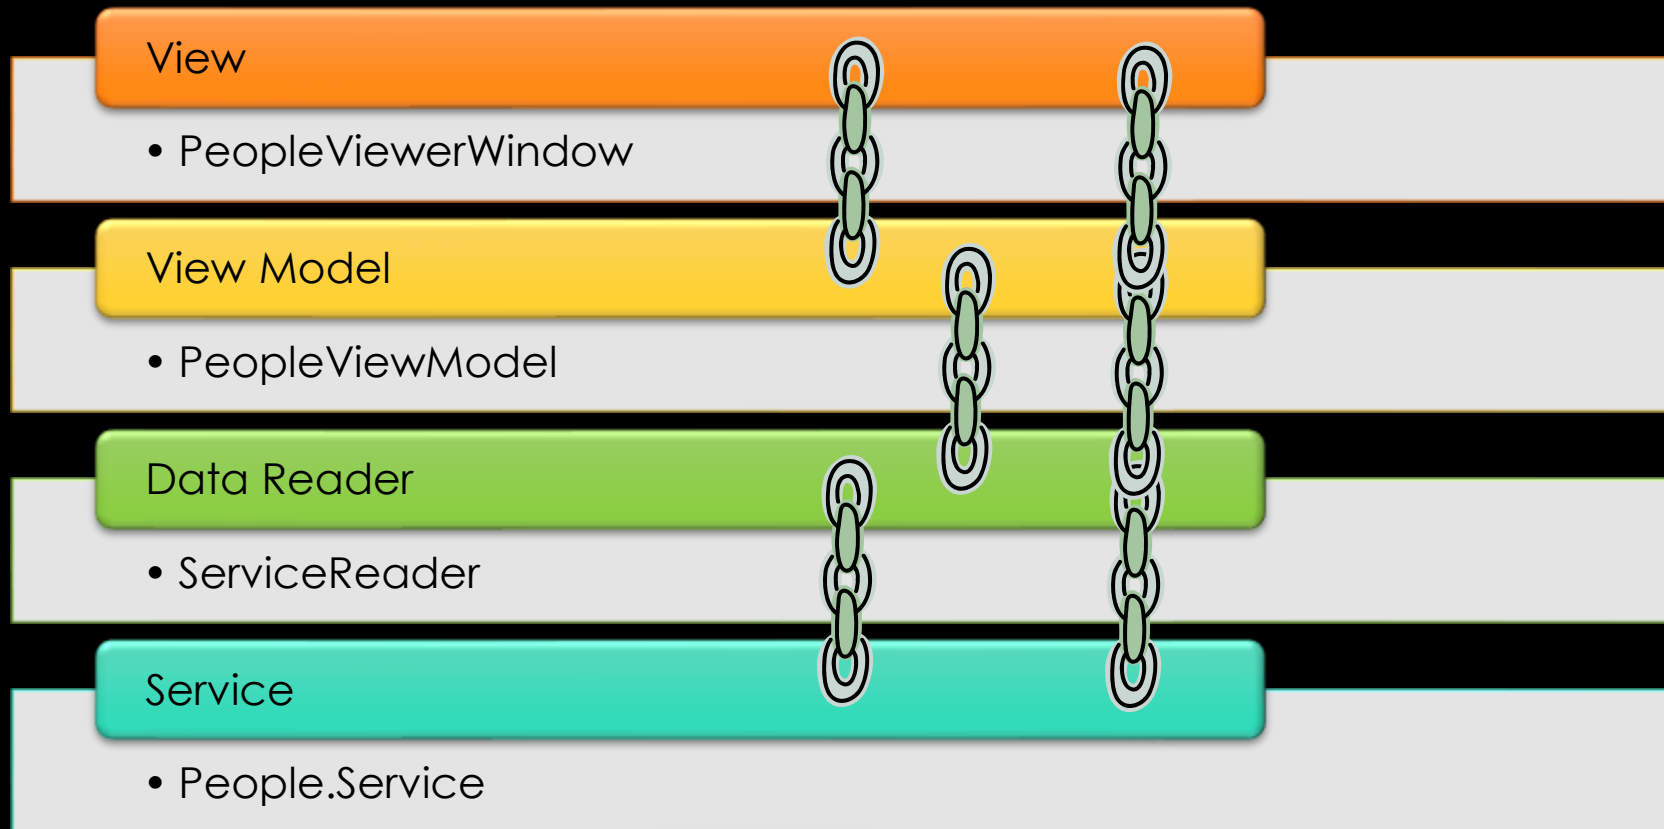 View
• PeopleViewerWindow
View Model
• PeopleViewModel
Data Reader
• ServiceReader
Service
• People.Service